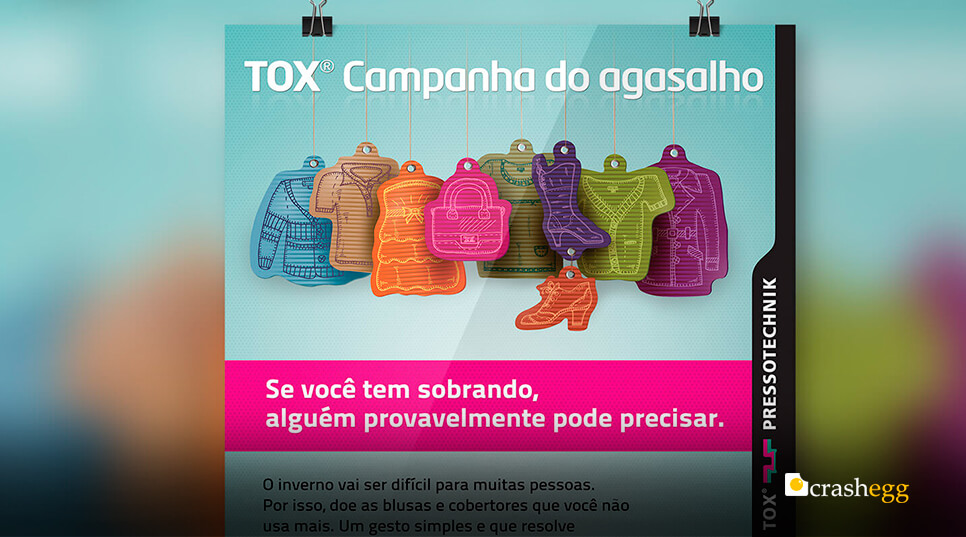 TOX® Campanha do agasalho
Se você tem sobrando,
alguém provavelmente pode precisar.
O inverno vai ser difícil para muitas pessoas.
Por isso, doe as blusas e cobertores que você não
usa mais. Um gesto simples e que resolve
TOX® PRESSOTECHNIK
crashegg